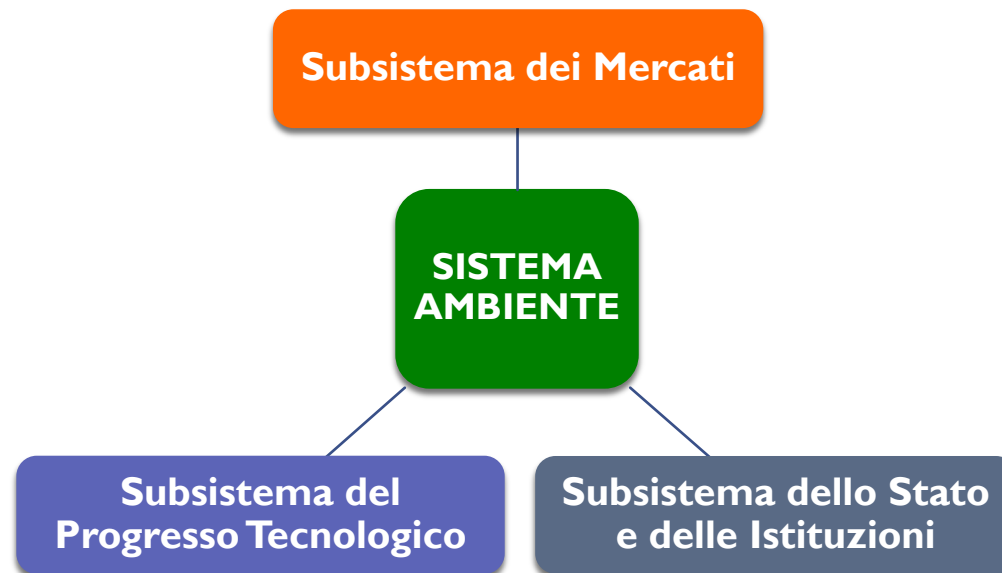 Subsistema dei Mercati
SISTEMA
AMBIENTE
Subsistema del
Progresso Tecnologico
Subsistema dello Stato
e delle Istituzioni